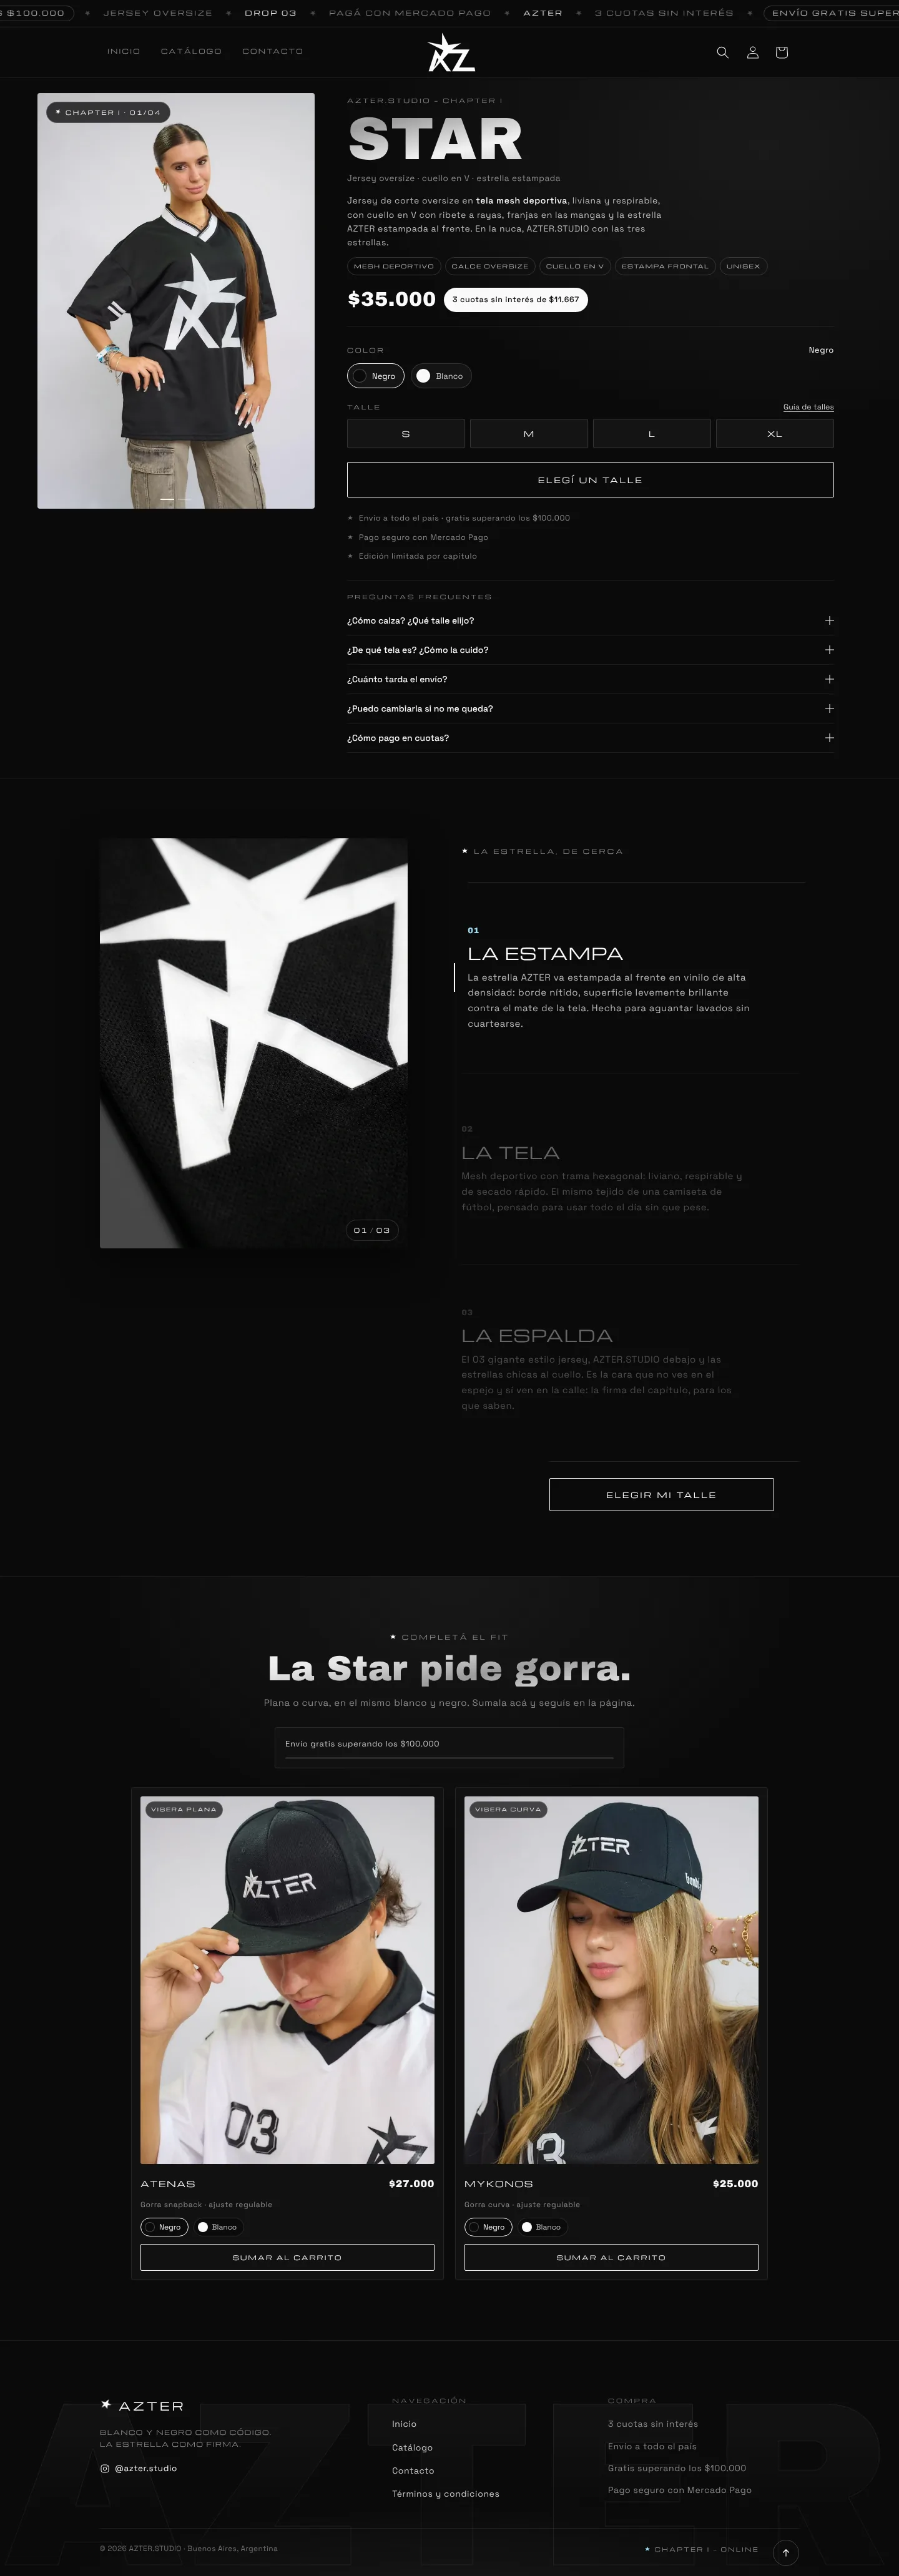 $100.000 * JERSEY OVERSIZE * DROP 03 * PAGÁ CON MERCADO PAGO * AZTER * 3 CUOTAS SIN INTERÉS * ENVÍO GRATIS SUPER
INICIO CATÁLOGO CONTACTO
AZ
CHAPTER I · 01/04
AZTER.STUDIO — CHAPTER I
STAR
Jersey oversize · cuello en V · estrella estampada
Jersey de corte oversize en tela mesh deportiva, liviana y respirable,
con cuello en V con ribete a rayas, franjas en las mangas y la estrella
AZTER estampada al frente. En la nuca, AZTER.STUDIO con las tres
estrellas.
MESH DEPORTIVO CALCE OVERSIZE CUELLO EN V ESTAMPA FRONTAL UNISEX
$35.000 3 cuotas sin interés de $11.667
COLOR Negro
Negro Blanco
TALLE Guía de talles
S M L XL
ELEGÍ UN TALLE
Envío a todo el país · gratis superando los $100.000
Pago seguro con Mercado Pago
Edición limitada por capítulo
PREGUNTAS FRECUENTES
¿Cómo calza? ¿Qué talle elijo?
¿De qué tela es? ¿Cómo la cuido?
¿Cuánto tarda el envío?
¿Puedo cambiarla si no me queda?
¿Cómo pago en cuotas?
LA ESTRELLA, DE CERCA
01
LA ESTAMPA
La estrella AZTER va estampada al frente en vinilo de alta
densidad: borde nítido, superficie levemente brillante
contra el mate de la tela. Hecha para aguantar lavados sin
cuartearse.
01 / 03
02
LA TELA
Mesh deportivo con trama hexagonal: liviano, respirable y
de secado rápido. El mismo tejido de una camiseta de
fútbol, pensado para usar todo el día sin que pese.
03
LA ESPALDA
El 03 gigante estilo jersey, AZTER.STUDIO debajo y las
estrellas chicas al cuello. Es la cara que no ves en el
espejo y sí ven en la calle: la firma del capítulo, para los
que saben.
ELEGIR MI TALLE
COMPLETÁ EL FIT
La Star pide gorra.
Plana o curva, en el mismo blanco y negro. Sumala acá y seguís en la página.
Envío gratis superando los $100.000
VISERA PLANA
AZTER
03
ATENAS $27.000
Gorra snapback · ajuste regulable
Negro Blanco
SUMAR AL CARRITO
VISERA CURVA
AZTER
03
MYKONOS $25.000
Gorra curva · ajuste regulable
Negro Blanco
SUMAR AL CARRITO
AZTER
AZTER
BLANCO Y NEGRO COMO CÓDIGO.
LA ESTRELLA COMO FIRMA.
@azter.studio
NAVEGACIÓN
Inicio
Catálogo
Contacto
Términos y condiciones
COMPRA
3 cuotas sin interés
Envío a todo el país
Gratis superando los $100.000
Pago seguro con Mercado Pago
© 2026 AZTER.STUDIO · Buenos Aires, Argentina
CHAPTER I — ONLINE